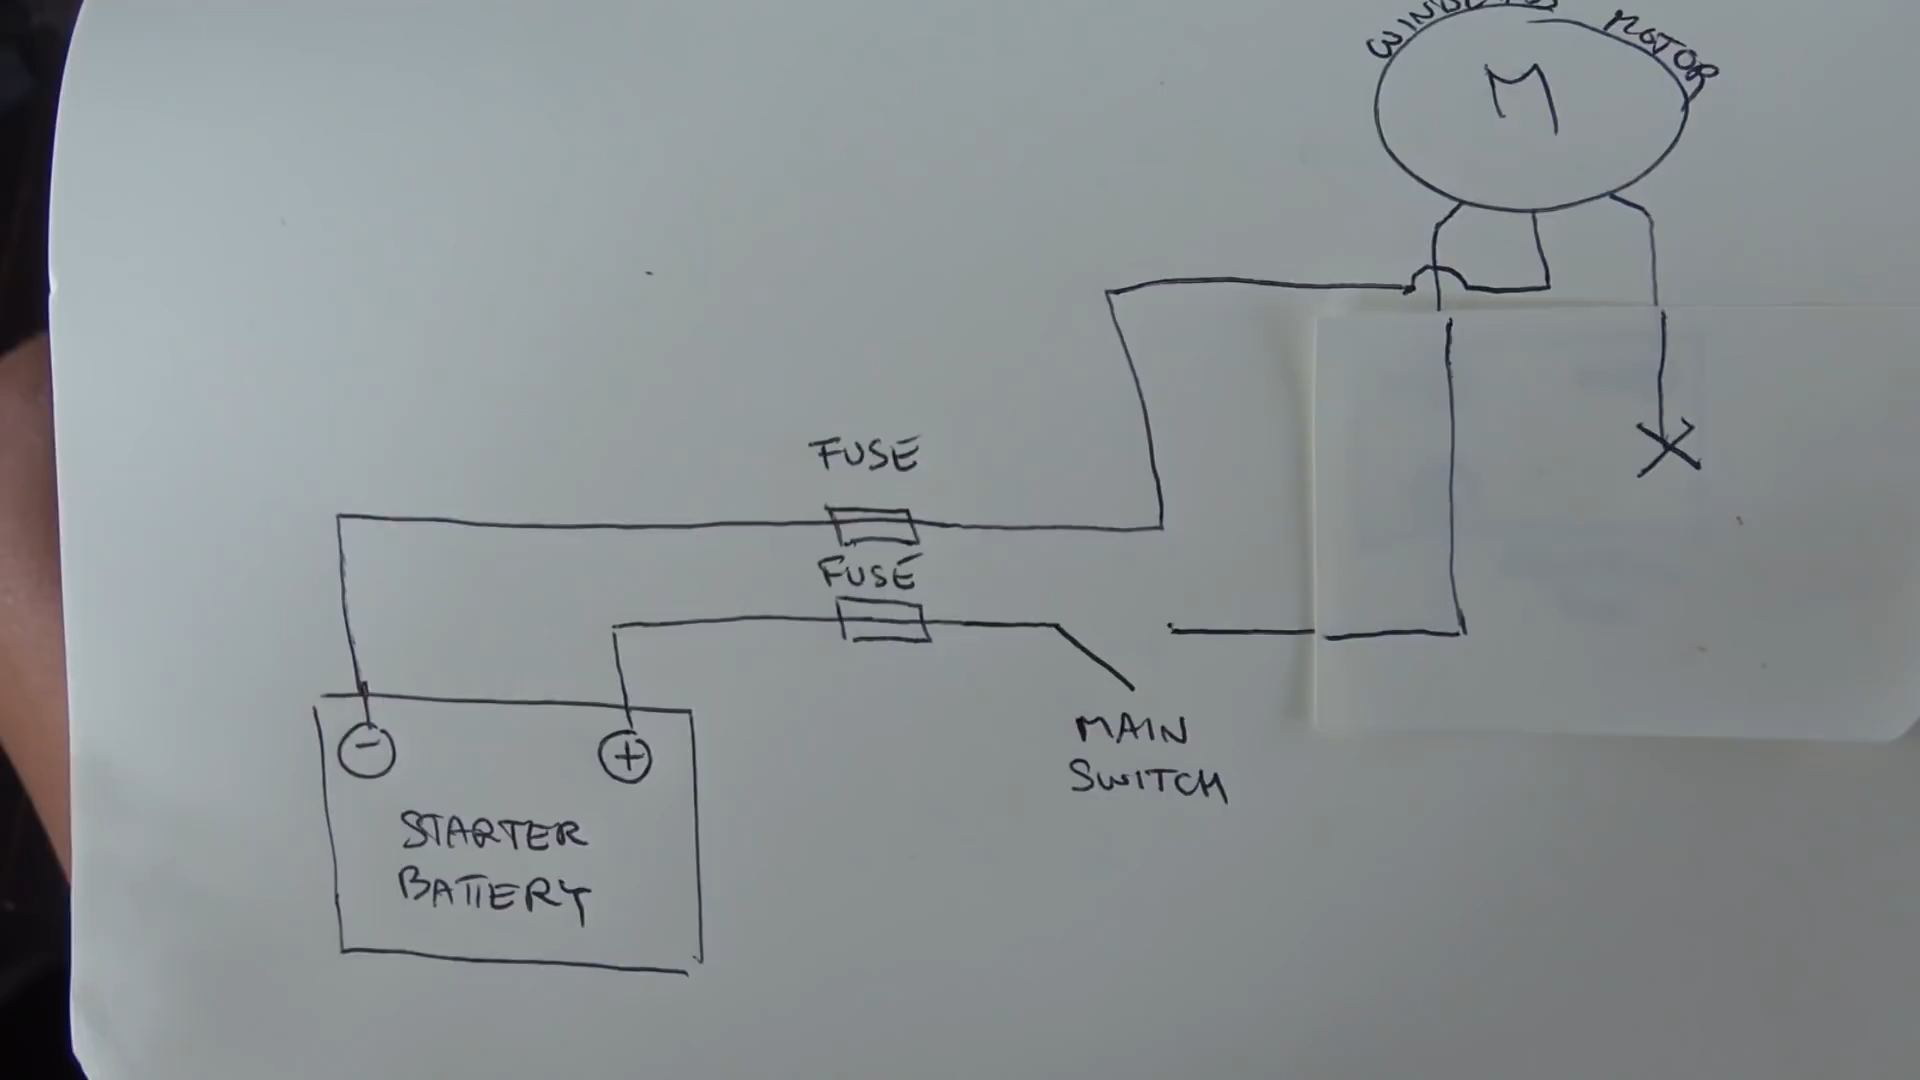 MOTOR
M
FUSE
FUSE
MAIN
SWITCH
-
+
STARTER
BATTERY